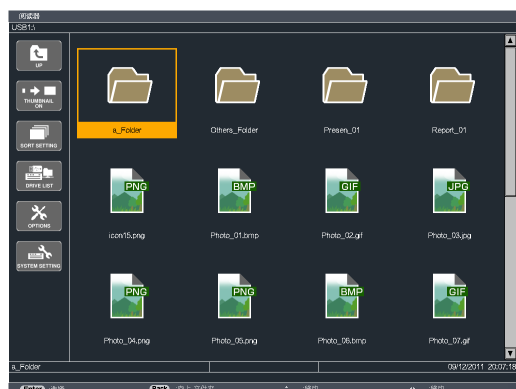 :阅读器
USB1:\
UP
THUMBNAIL
ON
SORT SETTING
DRIVE LIST
OPTIONS
SYSTEM SETTING
a_Folder
Others_Folder
Presen_01
Report_01
PNG
BMP
GIF
JPG
icon15.png
Photo_01.bmp
Photo_02.gif
Photo_03.jpg
PNG
PNG
BMP
GIF
Photo_04.png
Photo_05.png
Photo_06.bmp
Photo_07.gif
a_Folder
09/12/2011 20:07:18